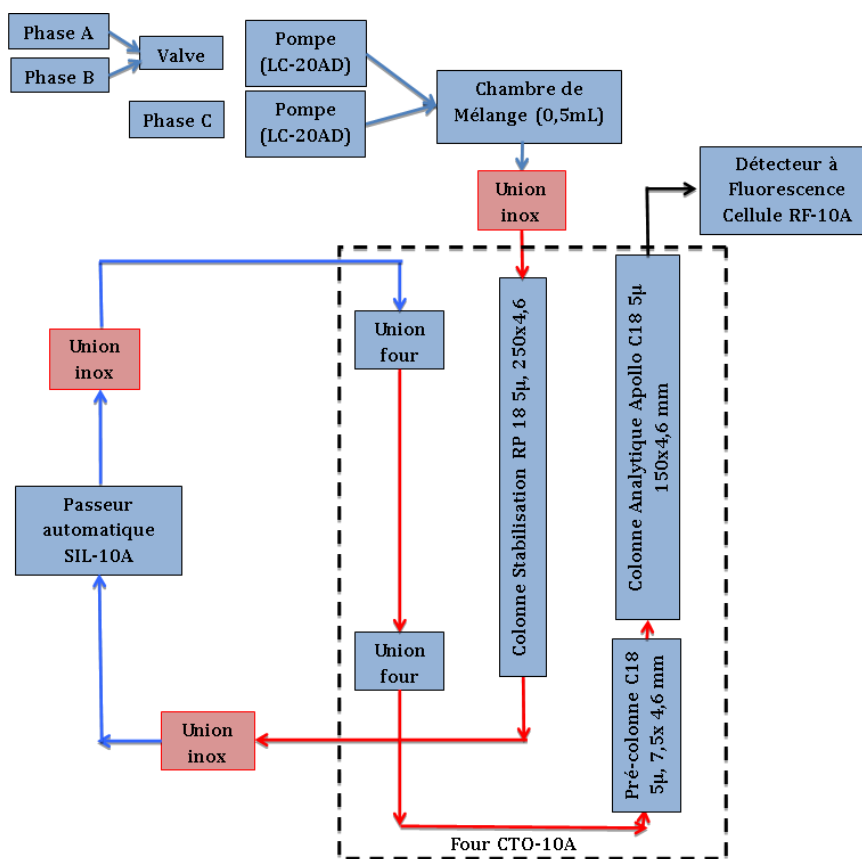 Phase A
Phase B
Valve
Phase C
Pompe
(LC-20AD)
Pompe
(LC-20AD)
Chambre de
Mélange (0,5mL)
Union
inox
Détecteur à
Fluorescence
Cellule RF-10A
Union
inox
Union
four
Colonne Stabilisation RP 18 5µ, 250x4,6
Colonne Analytique Apollo C18 5µ
150x4,6 mm
Passeur
automatique
SIL-10A
Union
four
Pré-colonne C18
5µ, 7,5x 4,6 mm
Union
inox
Four CTO-10A